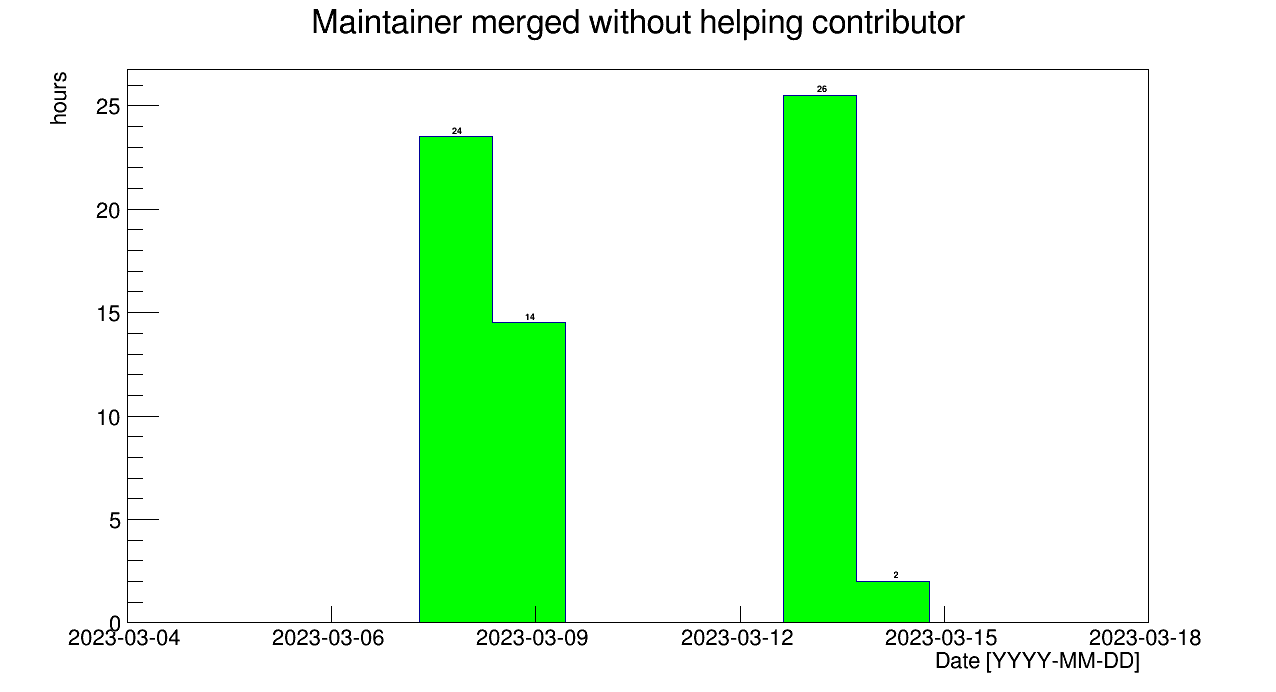 Maintainer merged without helping contributor
hours
25
20
15
10
5
0
24
14
26
2
2023-03-04 2023-03-06 2023-03-09 2023-03-12 2023-03-15 2023-03-18
Date [YYYY-MM-DD]